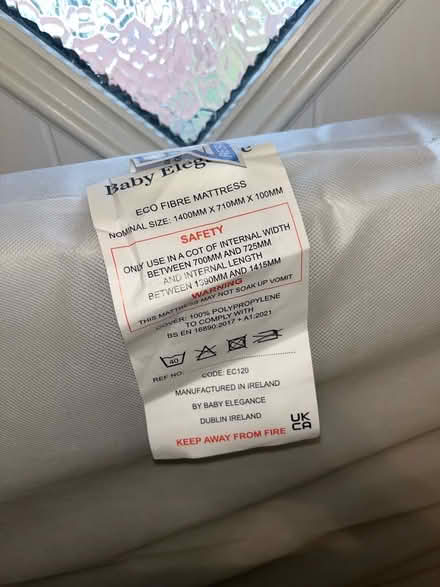 Baby Eleg e
ECO FIBRE MATTRESS
NOMINAL SIZE: 1400MM X 710MM X 100MM
SAFETY
ONLY USE IN A COT OF INTERNAL WIDTH
BETWEEN 700MM AND 725MM
AND INTERNAL LENGTH
BETWEEN 1390MM AND 1415MM
WARNING
THIS MATTRESS MAY NOT SOAK UP VOMIT
COVER: 100% POLYPROPYLENE
TO COMPLY WITH
BS EN 16890:2017 + A1:2021
40
REF NO: CODE: EC120
MANUFACTURED IN IRELAND
BY BABY ELEGANCE
DUBLIN IRELAND
KEEP AWAY FROM FIRE
UK
CA